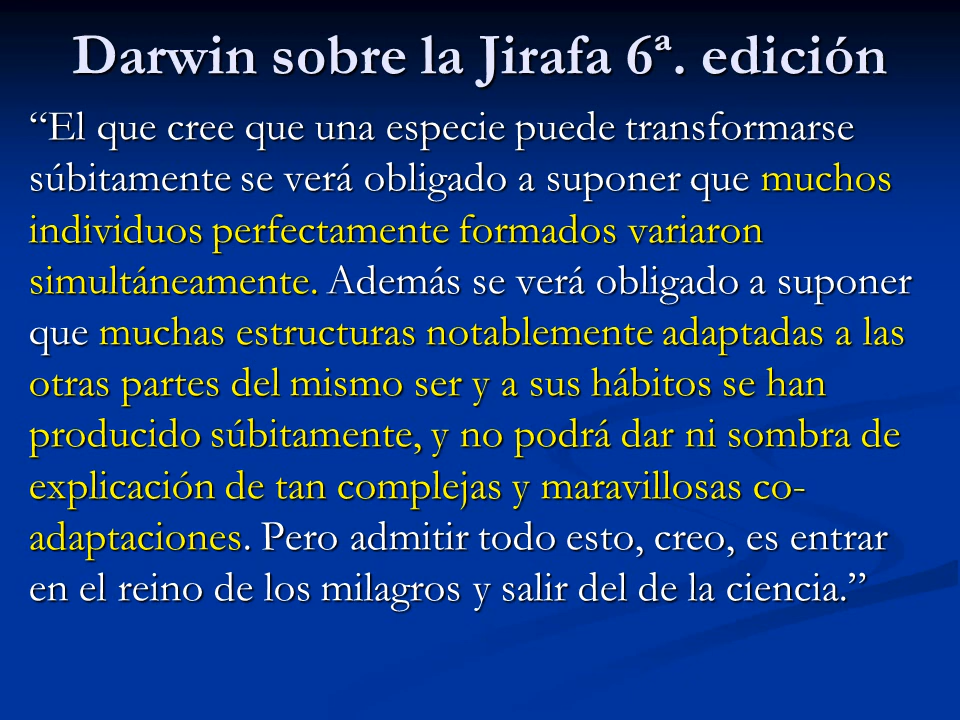 Darwin sobre la Jirafa 6ª. edición
“El que cree que una especie puede transformarse
súbitamente se verá obligado a suponer que muchos
individuos perfectamente formados variaron
simultáneamente. Además se verá obligado a suponer
que muchas estructuras notablemente adaptadas a las
otras partes del mismo ser y a sus hábitos se han
producido súbitamente, y no podrá dar ni sombra de
explicación de tan complejas y maravillosas co-
adaptaciones. Pero admitir todo esto, creo, es entrar
en el reino de los milagros y salir del de la ciencia.”